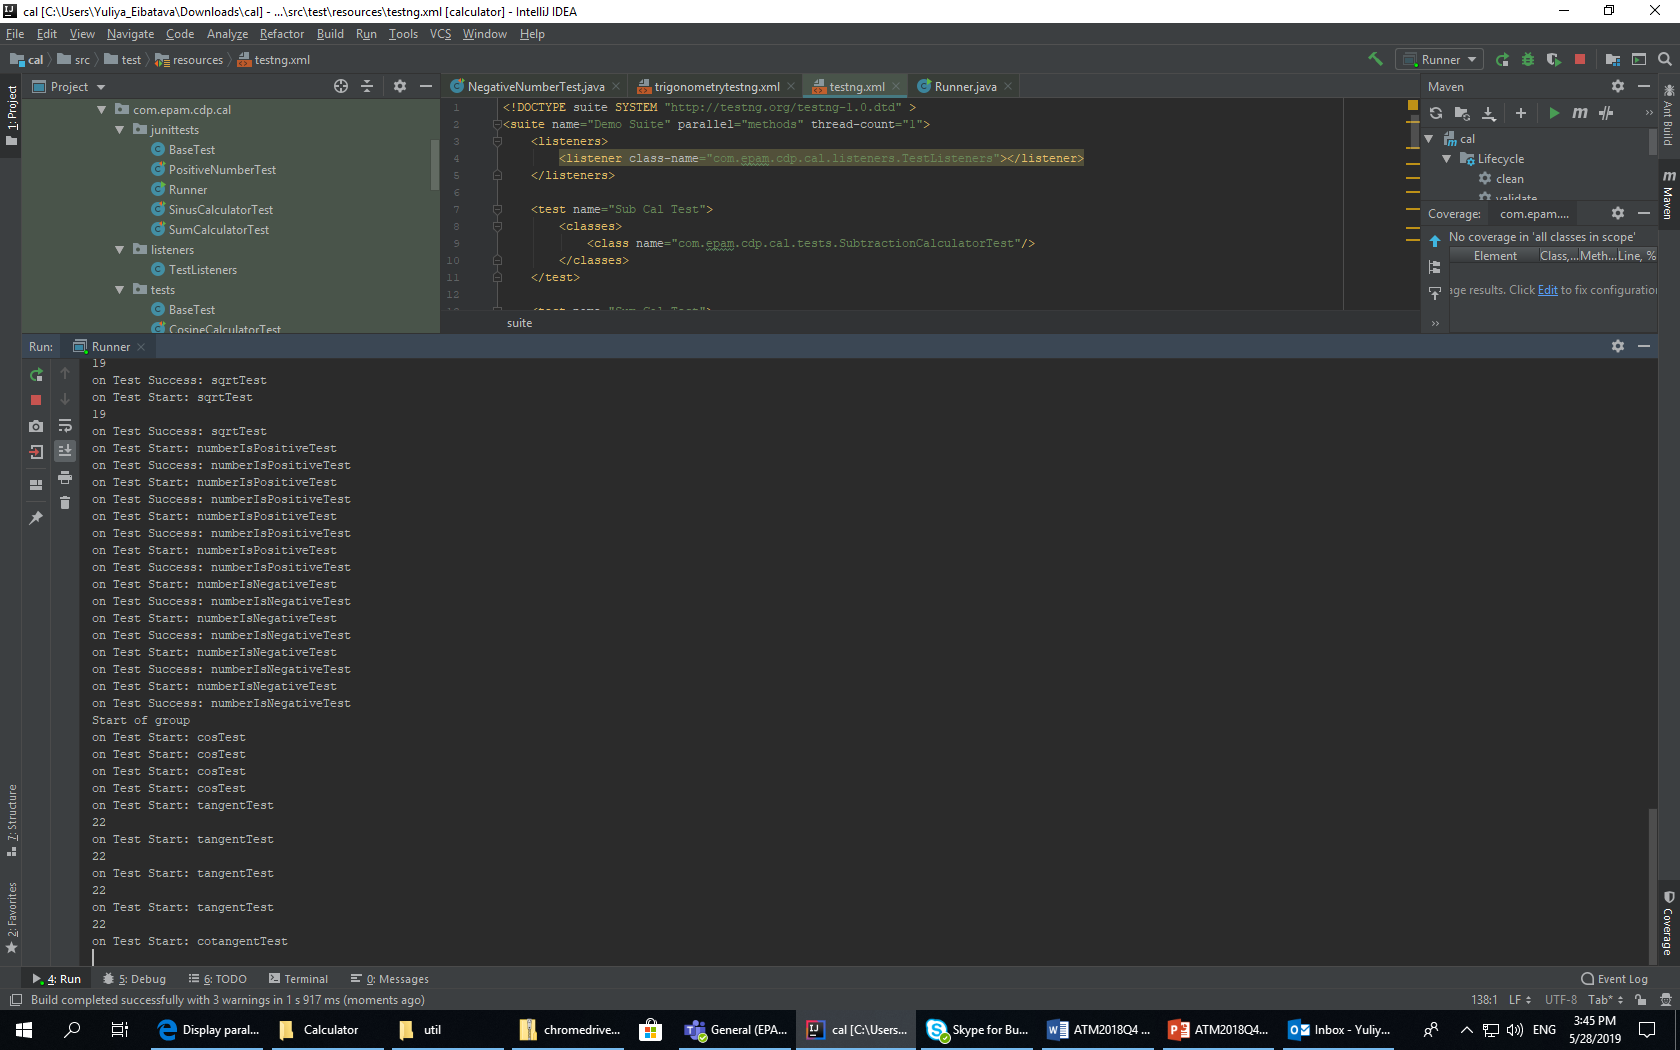 cal [C:\Users\Yuliya_Eibatava\Downloads\cal] - ...\src\test\resources\testng.xml [calculator] - IntelliJ IDEA
File Edit View Navigate Code Analyze Refactor Build Run Tools VCS Window Help
cal src test resources testng.xml
Runner
Project
NegativeNumberTest.java trigonometrytestng.xml testng.xml Runner.java
Maven
1: Project
com.epam.cdp.cal
junittests
BaseTest
PositiveNumberTest
Runner
SinusCalculatorTest
SumCalculatorTest
listeners
TestListeners
tests
BaseTest
CosineCalculatorTest
1 <!DOCTYPE suite SYSTEM "http://testng.org/testng-1.0.dtd" >
2 <suite name="Demo Suite" parallel="methods" thread-count="1">
3 <listeners>
4 <listener class-name="com.epam.cdp.cal.listeners.TestListeners"></listener>
5 </listeners>
6
7 <test name="Sub Cal Test">
8 <classes>
9 <class name="com.epam.cdp.cal.tests.SubtractionCalculatorTest"/>
10 </classes>
11 </test>
12
<test name="Sum Cal Test">
suite
cal
Lifecycle
clean
validate
Coverage: com.epam....
No coverage in 'all classes in scope'
Element Class,... Meth... Line, %
age results. Click Edit to fix configuration
Ant Build
Maven
Coverage
Run: Runner
19
on Test Success: sqrtTest
on Test Start: sqrtTest
19
on Test Success: sqrtTest
on Test Start: numberIsPositiveTest
on Test Success: numberIsPositiveTest
on Test Start: numberIsPositiveTest
on Test Success: numberIsPositiveTest
on Test Start: numberIsPositiveTest
on Test Success: numberIsPositiveTest
on Test Start: numberIsPositiveTest
on Test Success: numberIsPositiveTest
on Test Start: numberIsNegativeTest
on Test Success: numberIsNegativeTest
on Test Start: numberIsNegativeTest
on Test Success: numberIsNegativeTest
on Test Start: numberIsNegativeTest
on Test Success: numberIsNegativeTest
on Test Start: numberIsNegativeTest
on Test Success: numberIsNegativeTest
Start of group
on Test Start: cosTest
on Test Start: cosTest
on Test Start: cosTest
on Test Start: cosTest
on Test Start: tangentTest
22
on Test Start: tangentTest
22
on Test Start: tangentTest
22
on Test Start: tangentTest
22
on Test Start: cotangentTest
7: Structure
2: Favorites
4: Run 5: Debug 6: TODO Terminal 0: Messages Event Log
Build completed successfully with 3 warnings in 1 s 917 ms (moments ago) 138:1 LF UTF-8 Tab*
Display paral... Calculator util chromedrive... General (EPA... cal [C:\Users... Skype for Bu... ATM2018Q4 ... ATM2018Q4... Inbox - Yuliy... ENG
3:45 PM
5/28/2019